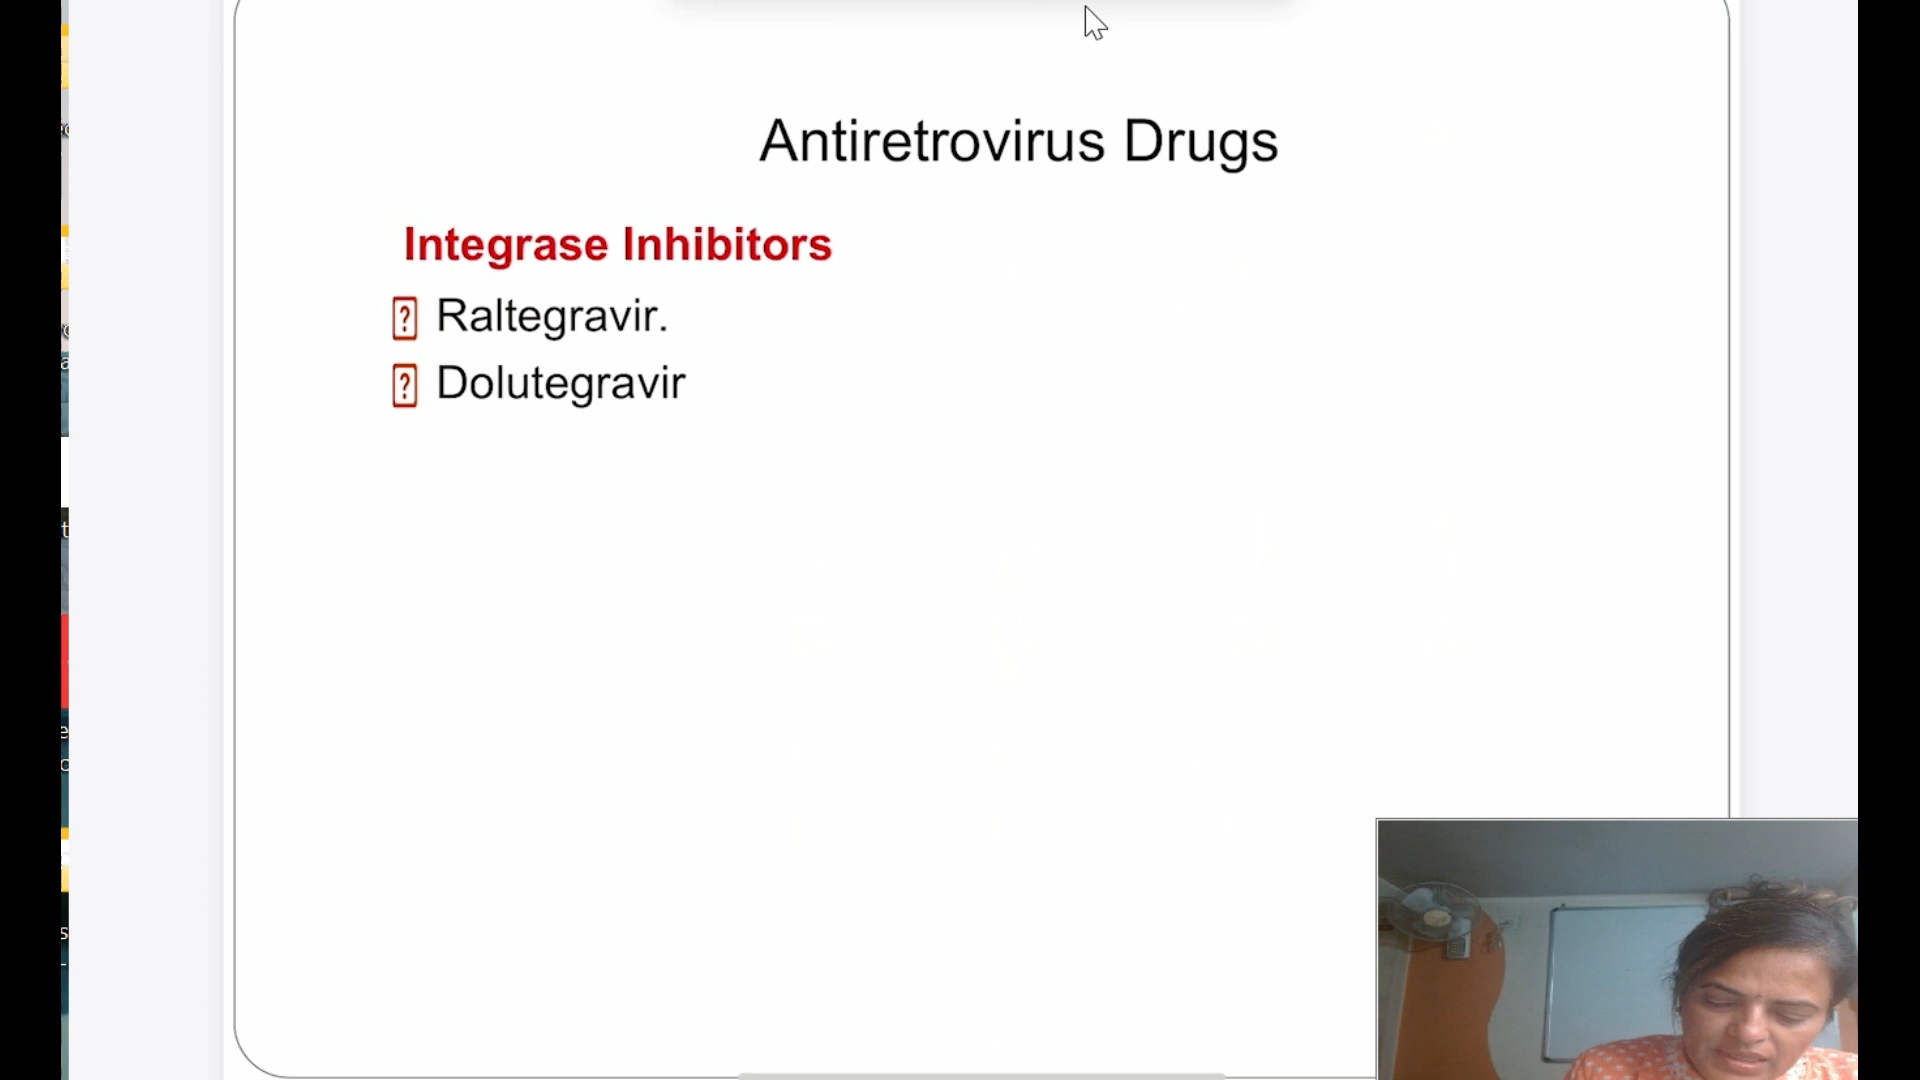 Antiretrovirus Drugs
Integrase Inhibitors
Raltegravir.
Dolutegravir